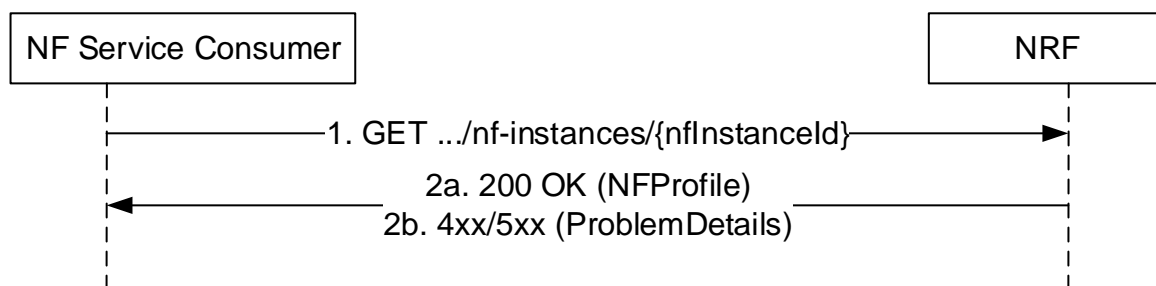 NF Service Consumer
NRF
1. GET .../nf-instances/{nfInstanceId}
2a. 200 OK (NFProfile)
2b. 4xx/5xx (ProblemDetails)